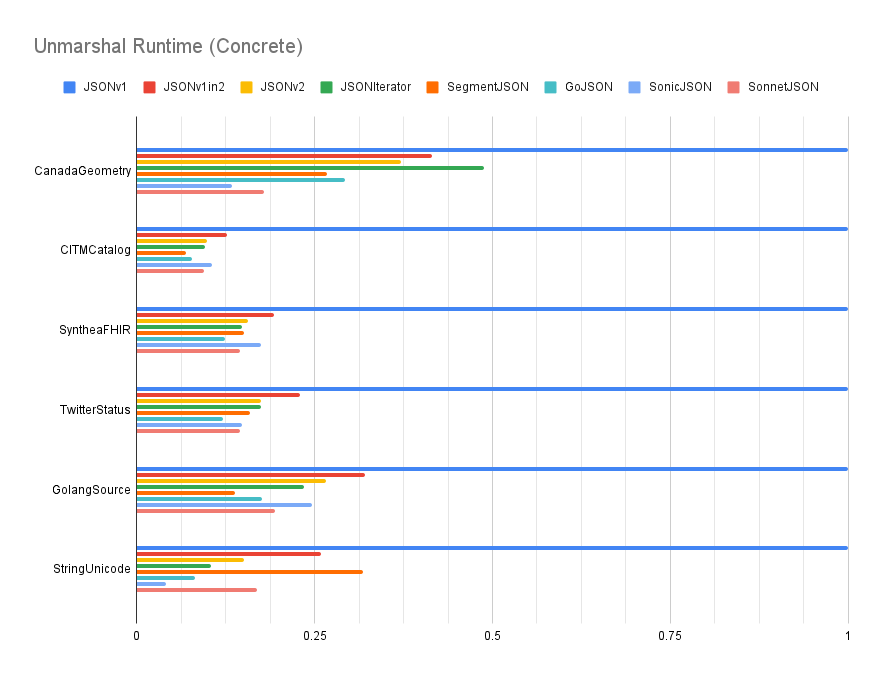 Unmarshal Runtime (Concrete)
JSONv1 JSONv1in2 JSONv2 JSONIterator SegmentJSON GoJSON SonicJSON SonnetJSON
CanadaGeometry
CITMCatalog
SyntheaFHIR
TwitterStatus
GolangSource
StringUnicode
0 0.25 0.5 0.75 1